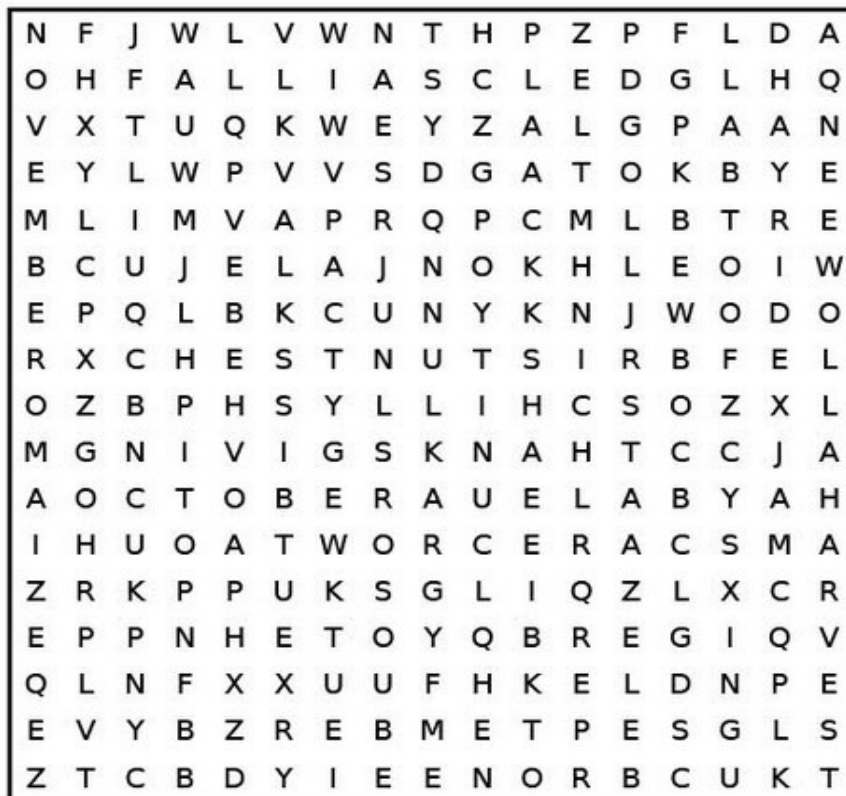 N F J W L V W N T H P Z P F L D A
O H F A L L I A S C L E D G L H Q
V X T U Q K W E Y Z A L G P A A N
E Y L W P V V S D G A T O K B Y E
M L I M V A P R Q P C M L B T R E
B C U J E L A J N O K H L E O I W
E P Q L B K C U N Y K N J W O D O
R X C H E S T N U T S I R B F E L
O Z B P H S Y L L I H C S O Z X L
M G N I V I G S K N A H T C C J A
A O C T O B E R A U E L A B Y A H
I H U O A T W O R C E R A C S M A
Z R K P P U K S G L I Q Z L X C R
E P P N H E T O Y Q B R E G I Q V
Q L N F X X U U F H K E L D N P E
E V Y B Z R E B M E T P E S G L S
Z T C B D Y I E E N O R B C U K T